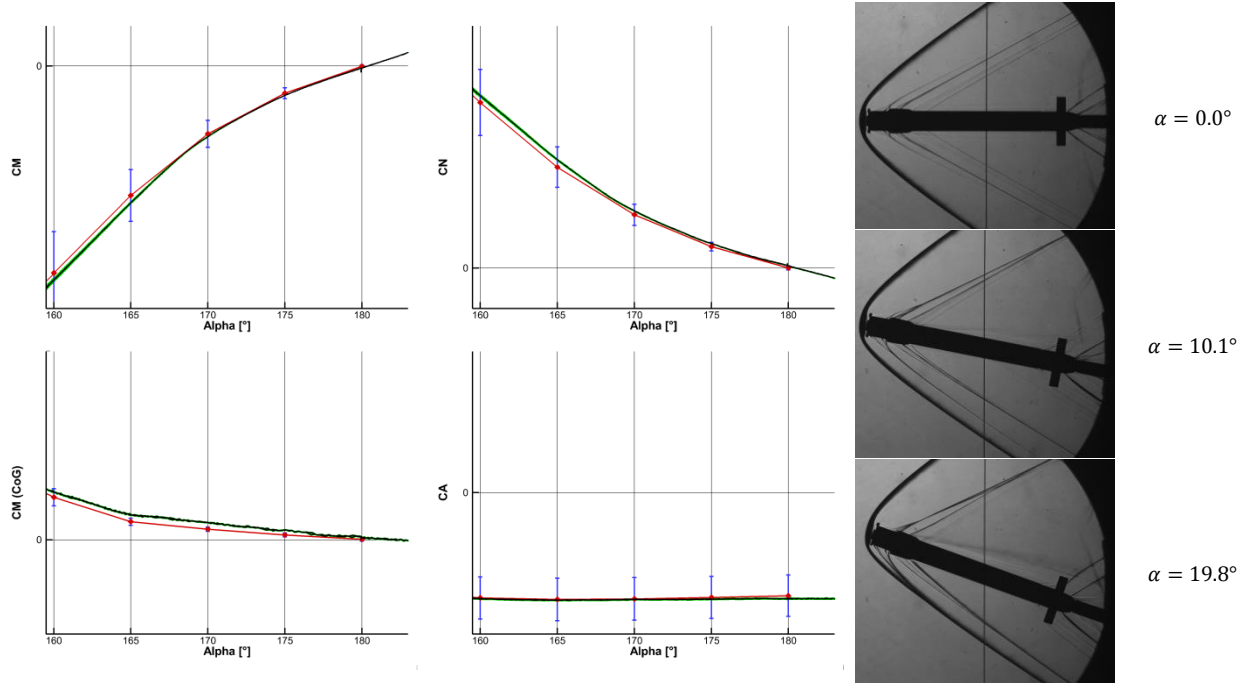 CM
0
160 165 170 175 180
Alpha [°]
CN
0
160 165 170 175 180
Alpha [°]
CM (CoG)
0
160 165 170 175 180
Alpha [°]
CA
0
160 165 170 175 180
Alpha [°]
α = 0.0°
α = 10.1°
α = 19.8°